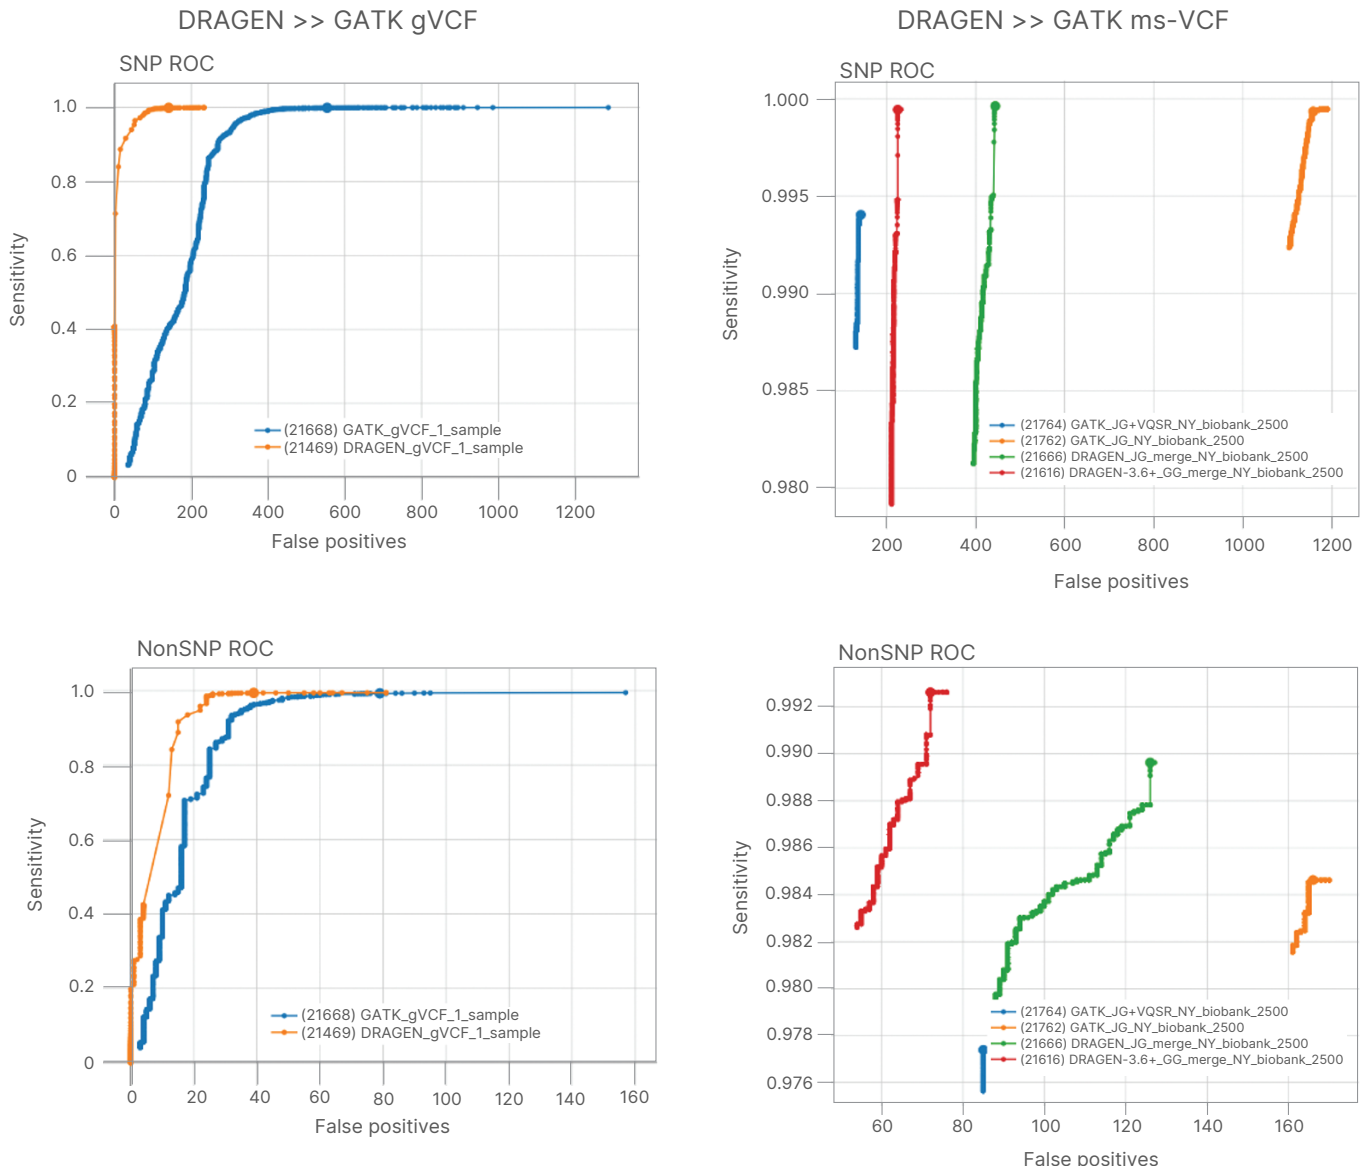 DRAGEN >> GATK gVCF
SNP ROC
1.0
0.8
0.6
0.4
0.2
0
Sensitivity
(21668) GATK_gVCF_1_sample
(21469) DRAGEN_gVCF_1_sample
0 200 400 600 800 1000 1200
False positives
DRAGEN >> GATK ms-VCF
SNP ROC
1.000
0.995
0.990
0.985
0.980
Sensitivity
(21764) GATK_JG+VQSR_NY_biobank_2500
(21762) GATK_JG_NY_biobank_2500
(21666) DRAGEN_JG_merge_NY_biobank_2500
(21616) DRAGEN-3.6+_GG_merge_NY_biobank_2500
200 400 600 800 1000 1200
False positives
NonSNP ROC
1.0
0.8
0.6
0.4
0.2
0
Sensitivity
(21668) GATK_gVCF_1_sample
(21469) DRAGEN_gVCF_1_sample
0 20 40 60 80 100 120 140 160
False positives
NonSNP ROC
0.992
0.990
0.988
0.986
0.984
0.982
0.980
0.978
0.976
Sensitivity
(21764) GATK_JG+VQSR_NY_biobank_2500
(21762) GATK_JG_NY_biobank_2500
(21666) DRAGEN_JG_merge_NY_biobank_2500
(21616) DRAGEN-3.6+_GG_merge_NY_biobank_2500
60 80 100 120 140 160
False positives